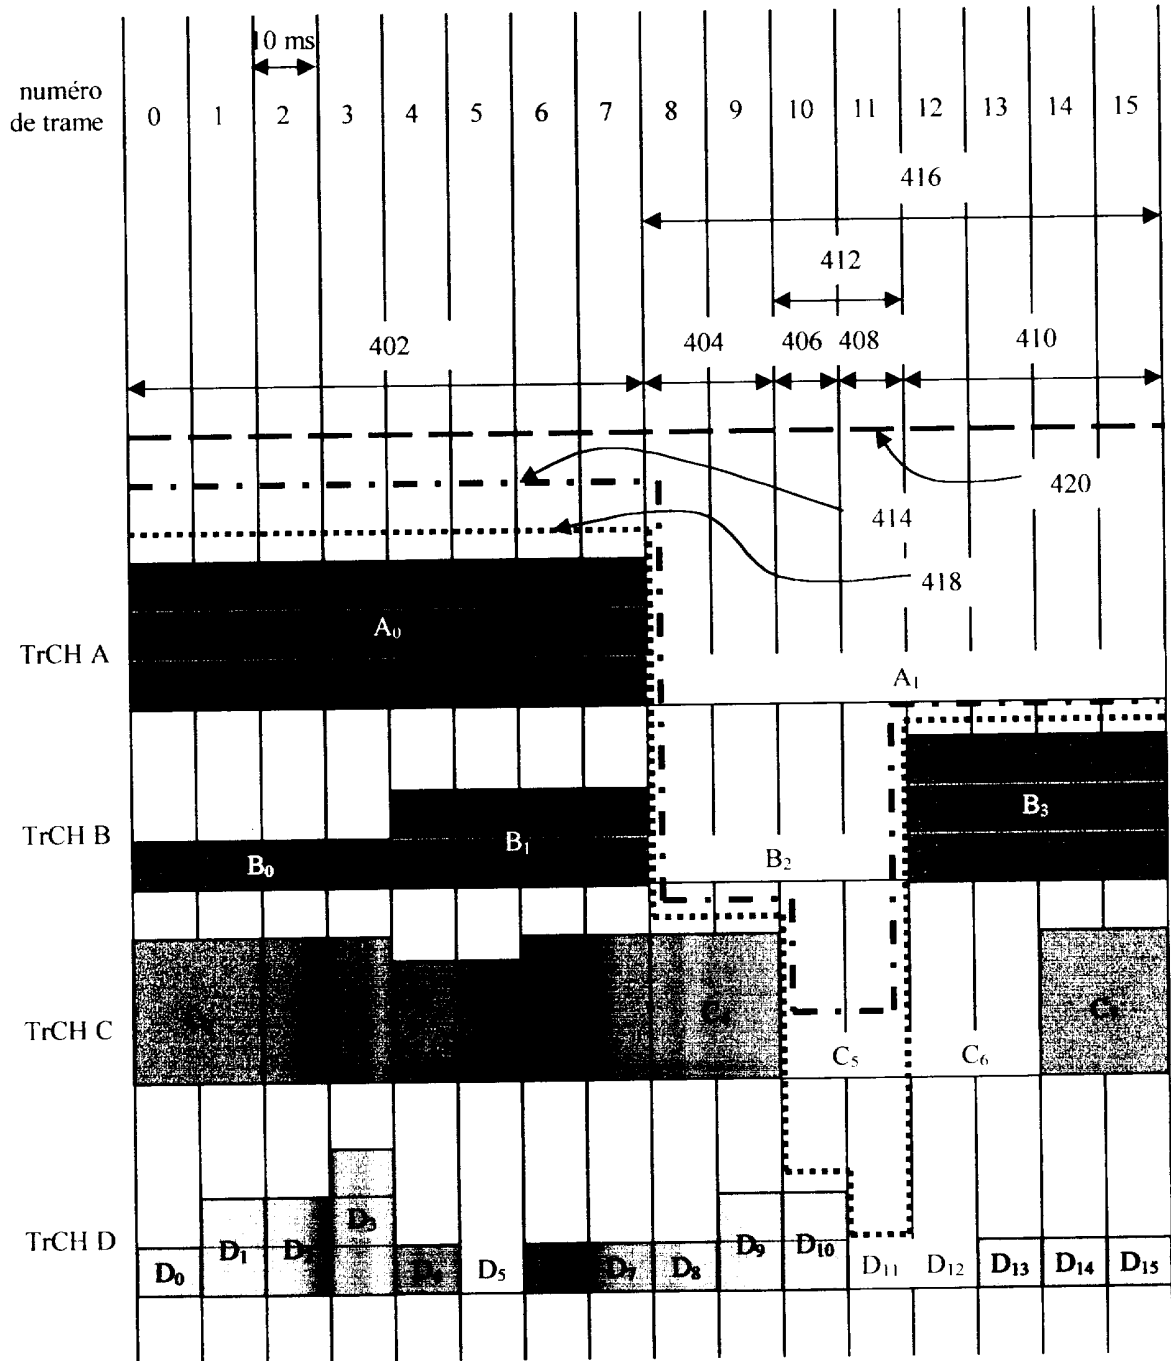 10 ms
numéro
de trame
0 1 2 3 4 5 6 7 8 9 10 11 12 13 14 15
416
412
402 404 406 408 410
420
414
418
TrCH A
A₀
A₁
TrCH B
B₀
B₁
B₂
B₃
TrCH C
C₄
C₅
C₆
TrCH D
D₀ D₁ D₂ D₃ D₄ D₅ D₇ D₈ D₉ D₁₀ D₁₁ D₁₂ D₁₃ D₁₄ D₁₅